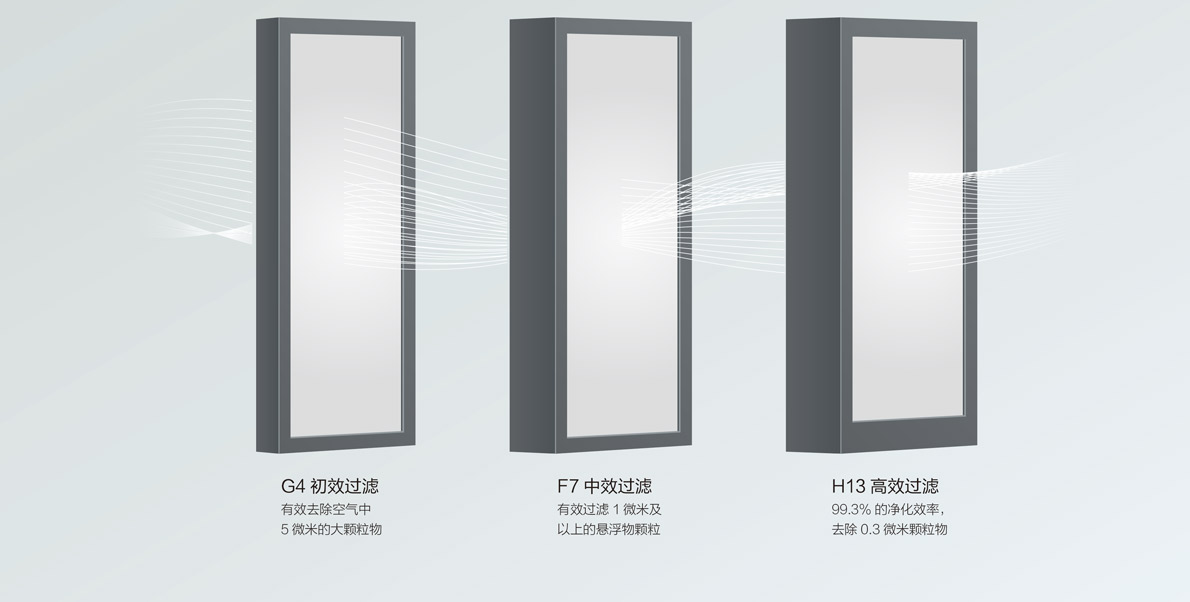 G4 初效过滤
有效去除空气中
5 微米的大颗粒物
F7 中效过滤
有效过滤 1 微米及
以上的悬浮物颗粒
H13 高效过滤
99.3% 的净化效率，
去除 0.3 微米颗粒物